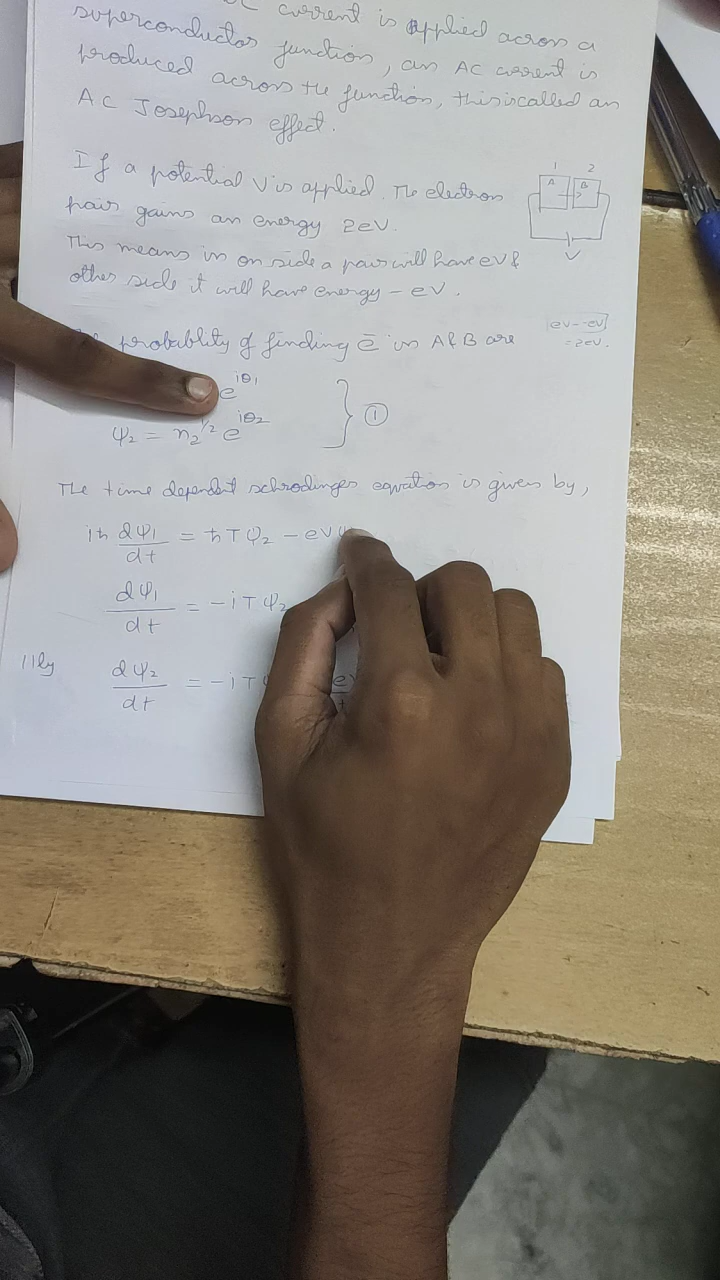 current is applied across a
superconductor junction, an AC current is
produced across the junction, this is called an
AC Josephson effect.
If a potential V is applied. The electron
pair gains an energy 2eV.
1 2
A B
V
This means in on side a pair will have eV &
other side it will have energy - eV.
probablity of finding ē in A & B are
eV--eV
= 2eV.
e^{iθ₁}
ψ₂ = n₂^{1/2} e^{iθ₂}
} ①
The time dependent schrodinger equation is given by,
iħ dψ₁/dt = ħTψ₂ - eV
dψ₁/dt = -iTψ₂
111ly dψ₂/dt = -iT